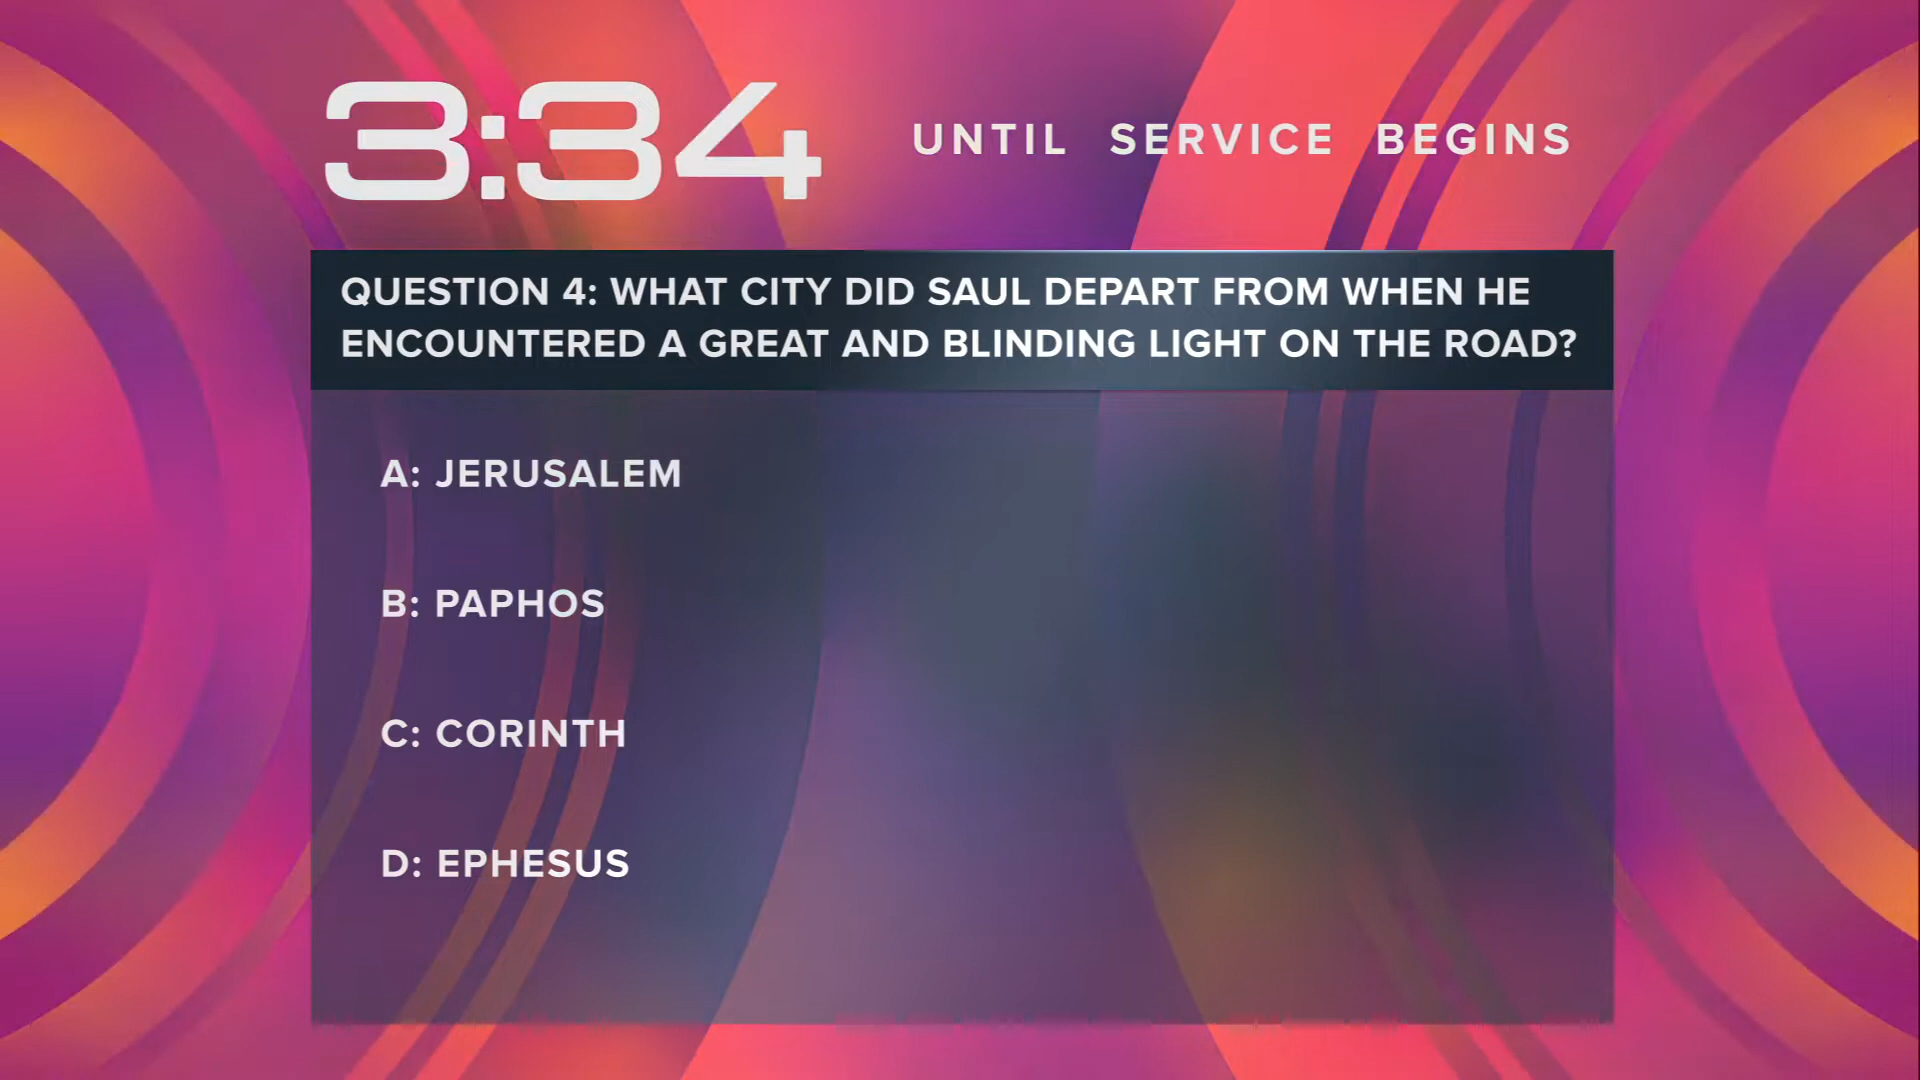 3:34 UNTIL SERVICE BEGINS
QUESTION 4: WHAT CITY DID SAUL DEPART FROM WHEN HE
ENCOUNTERED A GREAT AND BLINDING LIGHT ON THE ROAD?
A: JERUSALEM
B: PAPHOS
C: CORINTH
D: EPHESUS